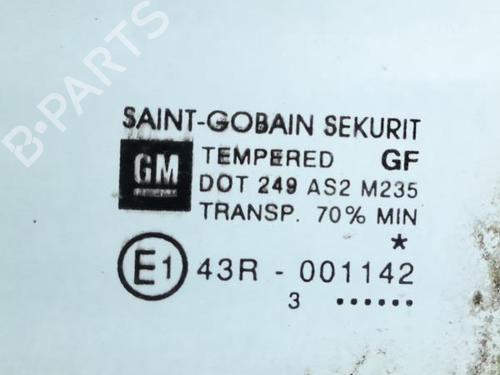 B-PARTS
SAINT-GOBAIN SEKURIT
GM
TEMPERED GF
DOT 249 AS2 M235
TRANSP. 70% MIN
*
E1 43R - 001142
3 ......